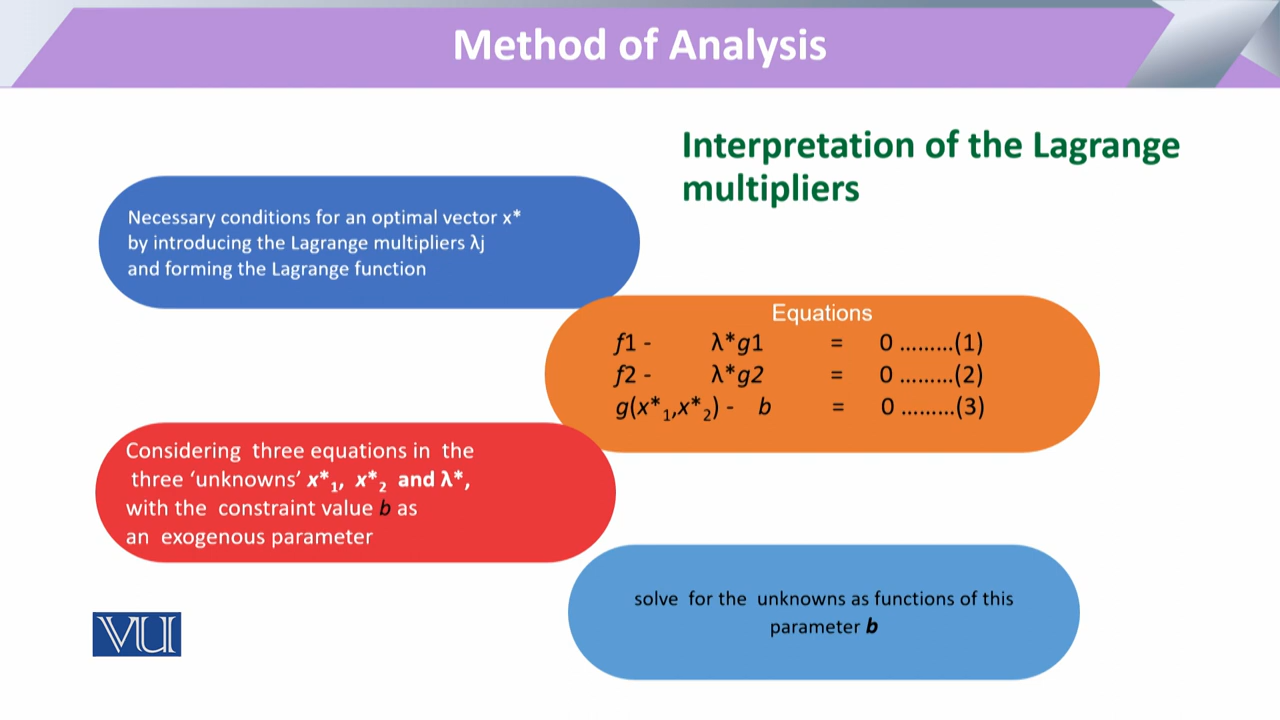 Method of Analysis
Interpretation of the Lagrange
multipliers
Necessary conditions for an optimal vector x*
by introducing the Lagrange multipliers λj
and forming the Lagrange function
Equations
f1 - λ*g1 = 0 .........(1)
f2 - λ*g2 = 0 .........(2)
g(x*₁,x*₂) - b = 0 .........(3)
Considering three equations in the
three ‘unknowns’ x*₁, x*₂ and λ*,
with the constraint value b as
an exogenous parameter
solve for the unknowns as functions of this
parameter b
VU